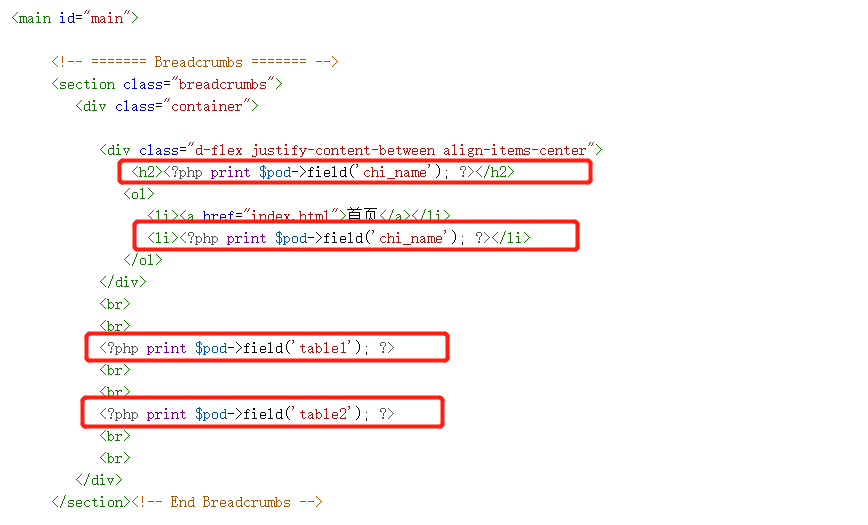 <main id="main">
<!-- ======= Breadcrumbs ======= -->
<section class="breadcrumbs">
<div class="container">
<div class="d-flex justify-content-between align-items-center">
<h2><?php print $pod->field('chi_name'); ?></h2>
<ol>
<li><a href="index.html">首页</a></li>
<li><?php print $pod->field('chi_name'); ?></li>
</ol>
</div>
<br>
<br>
<?php print $pod->field('table1'); ?>
<br>
<br>
<?php print $pod->field('table2'); ?>
<br>
<br>
</div>
</section><!-- End Breadcrumbs -->